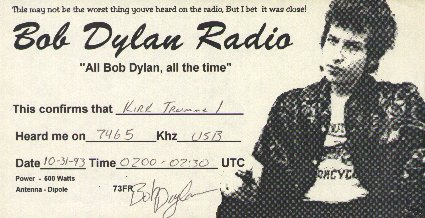 This may not be the worst thing youve heard on the radio, But I bet it was close!
Bob Dylan Radio
"All Bob Dylan, all the time"
This confirms that Kirk
Heard me on 7465 Khz USB
Date 10-31-93 Time 0200-0230 UTC
Power - 600 Watts
Antenna - Dipole 73FR Bob Dylan